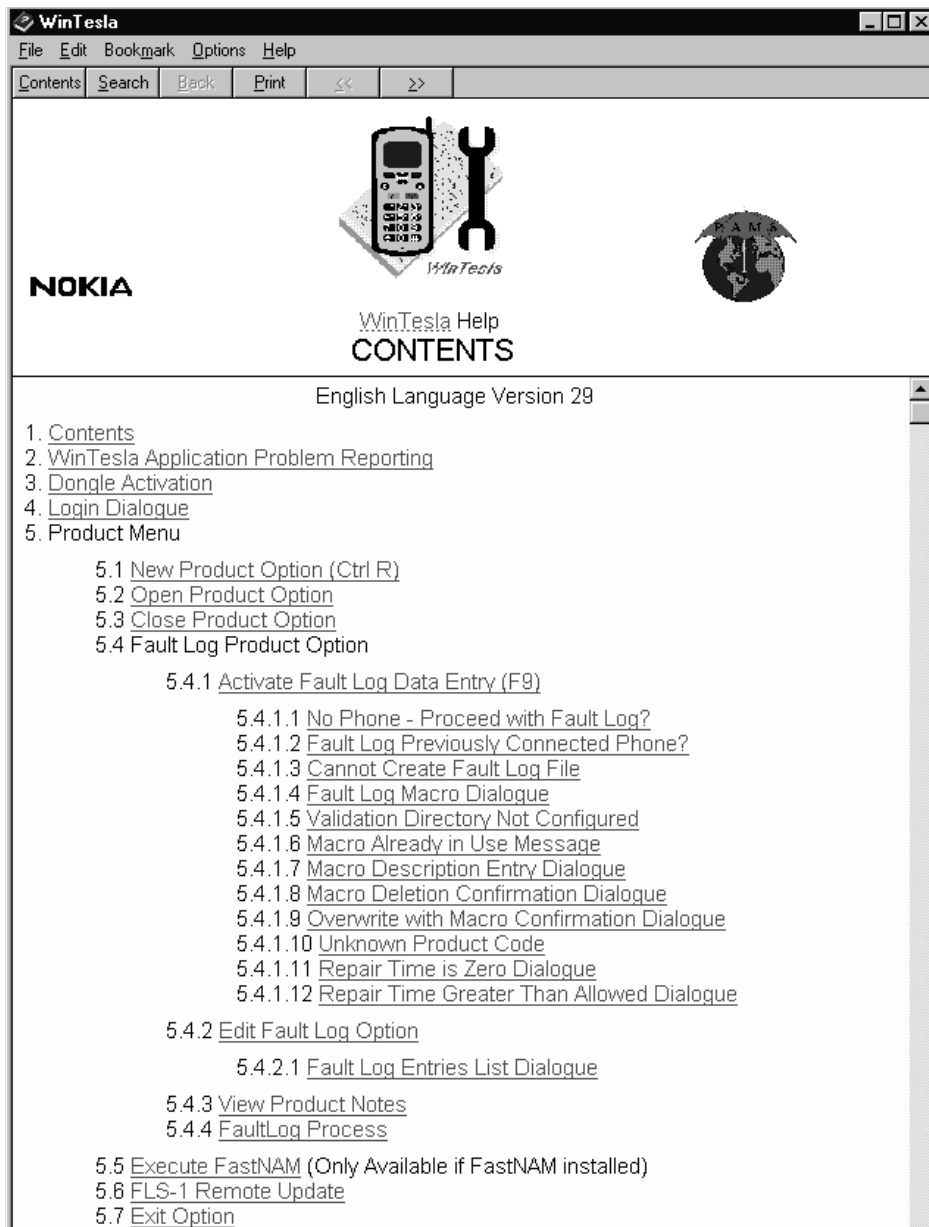 WinTesla
File Edit Bookmark Options Help
Contents Search Back Print << >>
WinTesla
P A M S
NOKIA
WinTesla Help
CONTENTS
English Language Version 29
1. Contents
2. WinTesla Application Problem Reporting
3. Dongle Activation
4. Login Dialogue
5. Product Menu
5.1 New Product Option (Ctrl R)
5.2 Open Product Option
5.3 Close Product Option
5.4 Fault Log Product Option
5.4.1 Activate Fault Log Data Entry (F9)
5.4.1.1 No Phone - Proceed with Fault Log?
5.4.1.2 Fault Log Previously Connected Phone?
5.4.1.3 Cannot Create Fault Log File
5.4.1.4 Fault Log Macro Dialogue
5.4.1.5 Validation Directory Not Configured
5.4.1.6 Macro Already in Use Message
5.4.1.7 Macro Description Entry Dialogue
5.4.1.8 Macro Deletion Confirmation Dialogue
5.4.1.9 Overwrite with Macro Confirmation Dialogue
5.4.1.10 Unknown Product Code
5.4.1.11 Repair Time is Zero Dialogue
5.4.1.12 Repair Time Greater Than Allowed Dialogue
5.4.2 Edit Fault Log Option
5.4.2.1 Fault Log Entries List Dialogue
5.4.3 View Product Notes
5.4.4 FaultLog Process
5.5 Execute FastNAM (Only Available if FastNAM installed)
5.6 FLS-1 Remote Update
5.7 Exit Option